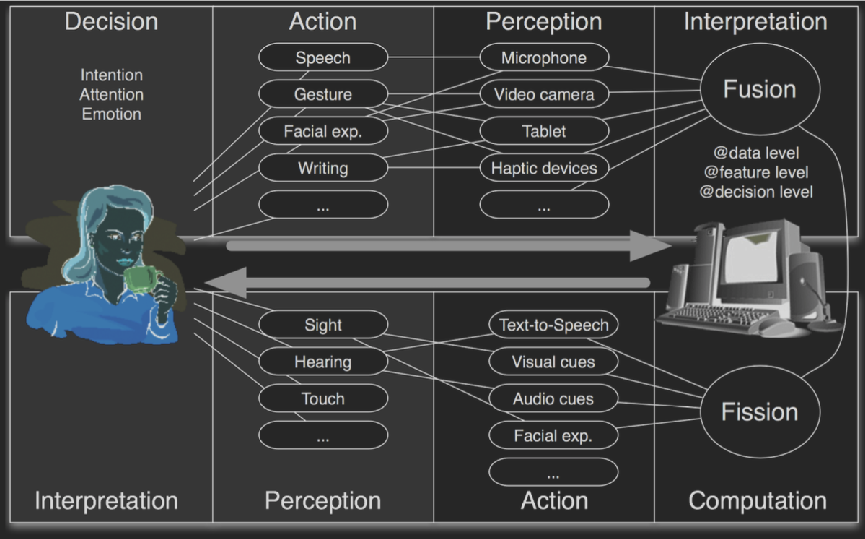 Decision
Action
Perception
Interpretation
Intention
Attention
Emotion
Speech
Gesture
Facial exp.
Writing
...
Microphone
Video camera
Tablet
Haptic devices
...
Fusion
@data level
@feature level
@decision level
Sight
Hearing
Touch
...
Text-to-Speech
Visual cues
Audio cues
Facial exp.
...
Fission
Interpretation
Perception
Action
Computation